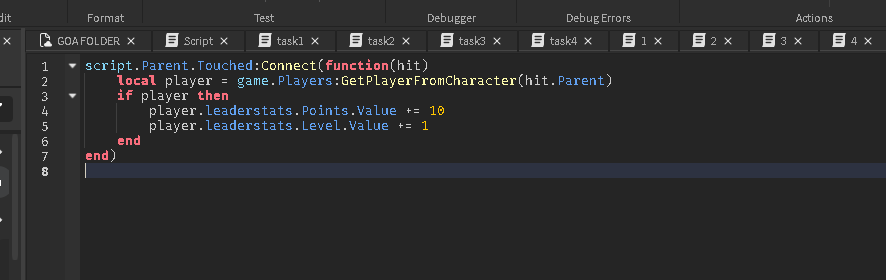 dit Format Test Debugger Debug Errors Actions
× GOAFOLDER × Script × task1 × task2 × task3 × task4 × 1 × 2 × 3 × 4 ×
1 script.Parent.Touched:Connect(function(hit)
2 local player = game.Players:GetPlayerFromCharacter(hit.Parent)
3 if player then
4 player.leaderstats.Points.Value += 10
5 player.leaderstats.Level.Value += 1
6 end
7 end)
8